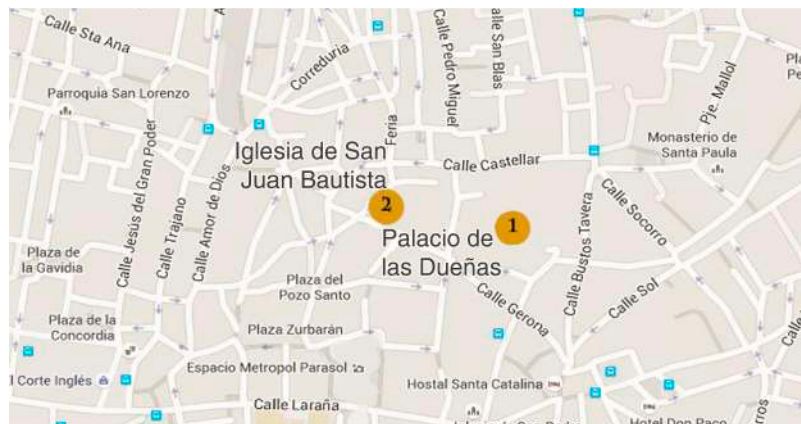 Calle Sta Ana
Correduria
Calle Pedro Miguel
Calle San Blas
Parroquia San Lorenzo
Pje. Mallol
Feria
Iglesia de San
Juan Bautista
Calle Castellar
Monasterio de
Santa Paula
Calle Jesús del Gran Poder
Calle Trajano
Calle Amor de Dios
2
1
Palacio de
las Dueñas
Calle Bustos Tavera
Calle Socorro
Plaza de
la Gavidia
Plaza del
Pozo Santo
Calle Gerona
Calle Sol
Plaza de la
Concordia
Plaza Zurbarán
Espacio Metropol Parasol
l Corte Inglés
Hostal Santa Catalina
Calle Laraña
Hotel Don Paco